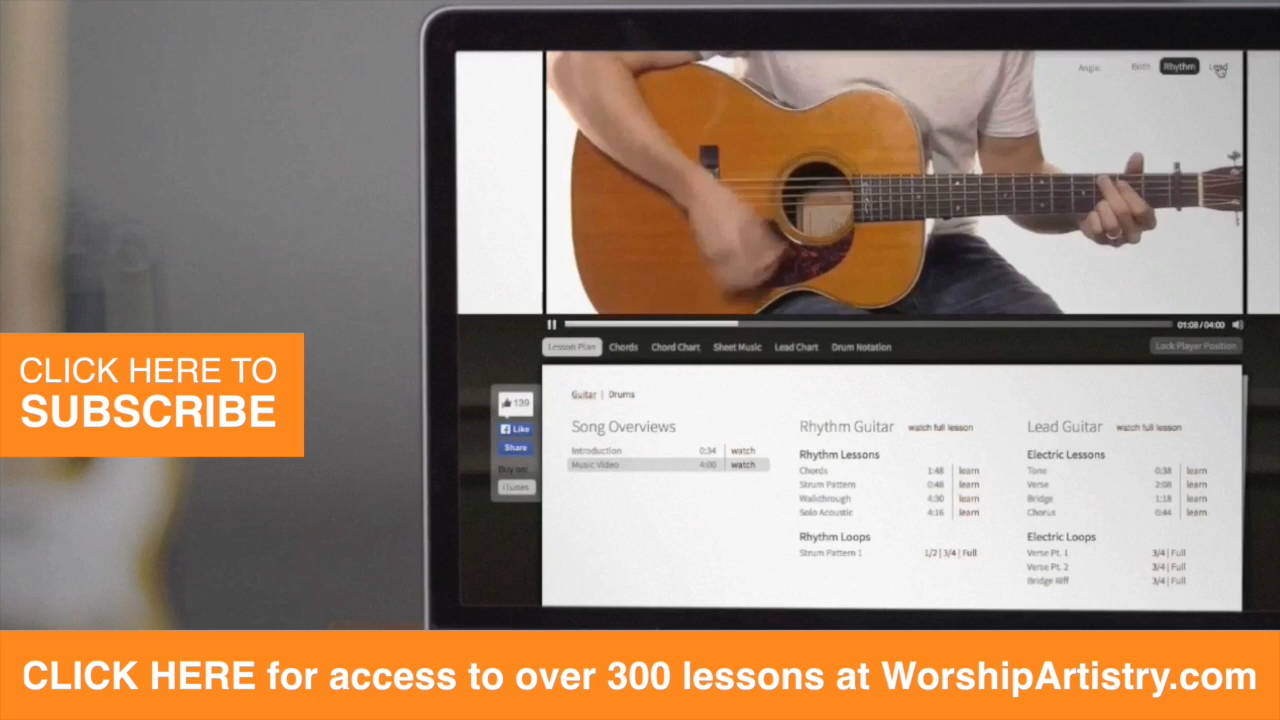 Angle: Both Rhythm Lead
01:08 / 04:00
Lesson Plan Chords Chord Chart Sheet Music Lead Chart Drum Notation Lock Player Position
CLICK HERE TO
SUBSCRIBE
139
Like
Share
Buy on:
iTunes
Guitar | Drums
Song Overviews
Introduction 0:34 watch
Music Video 4:00 watch
Rhythm Guitar watch full lesson
Rhythm Lessons
Chords 1:48 learn
Strum Pattern 0:48 learn
Walkthrough 4:30 learn
Solo Acoustic 4:16 learn
Rhythm Loops
Strum Pattern 1 1/2 | 3/4 | Full
Lead Guitar watch full lesson
Electric Lessons
Tone 0:38 learn
Verse 2:08 learn
Bridge 1:18 learn
Chorus 0:44 learn
Electric Loops
Verse Pt. 1 3/4 | Full
Verse Pt. 2 3/4 | Full
Bridge Riff 3/4 | Full
CLICK HERE for access to over 300 lessons at WorshipArtistry.com